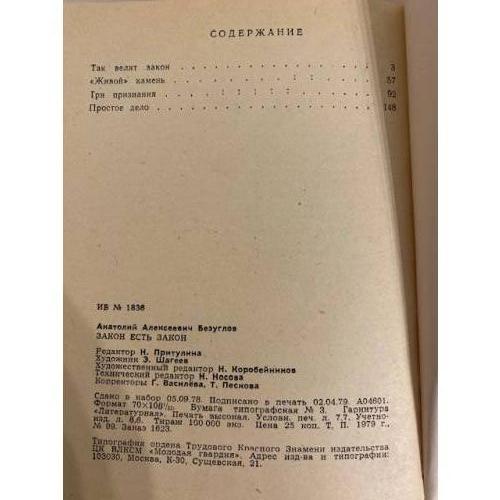 СОДЕРЖАНИЕ
Так велит закон . . . . . . . . . . 3
«Живой» камень . . . . . . . . . . 57
Три признания . . . . . . . . . . 92
Простое дело . . . . . . . . . . 148
ИБ № 1836
Анатолий Алексеевич Безуглов
ЗАКОН ЕСТЬ ЗАКОН
Редактор Н. Притулина
Художник Э. Шагеев
Художественный редактор Н. Коробейников
Технический редактор Н. Носова
Корректоры Г. Василёва, Т. Пескова
Сдано в набор 05.09.78. Подписано в печать 02.04.79. А04601.
Формат 70×108 1/32. Бумага типографская № 3. Гарнитура
«Литературная». Печать высокая. Условн. печ. л. 7,7. Учетно-
изд. л. 8,6. Тираж 100 000 экз. Цена 25 коп. Т. П. 1979 г.,
№ 99. Заказ 1623.
Типография ордена Трудового Красного Знамени издательства
ЦК ВЛКСМ «Молодая гвардия». Адрес изд-ва и типографии:
103030, Москва, К-30, Сущевская, 21.